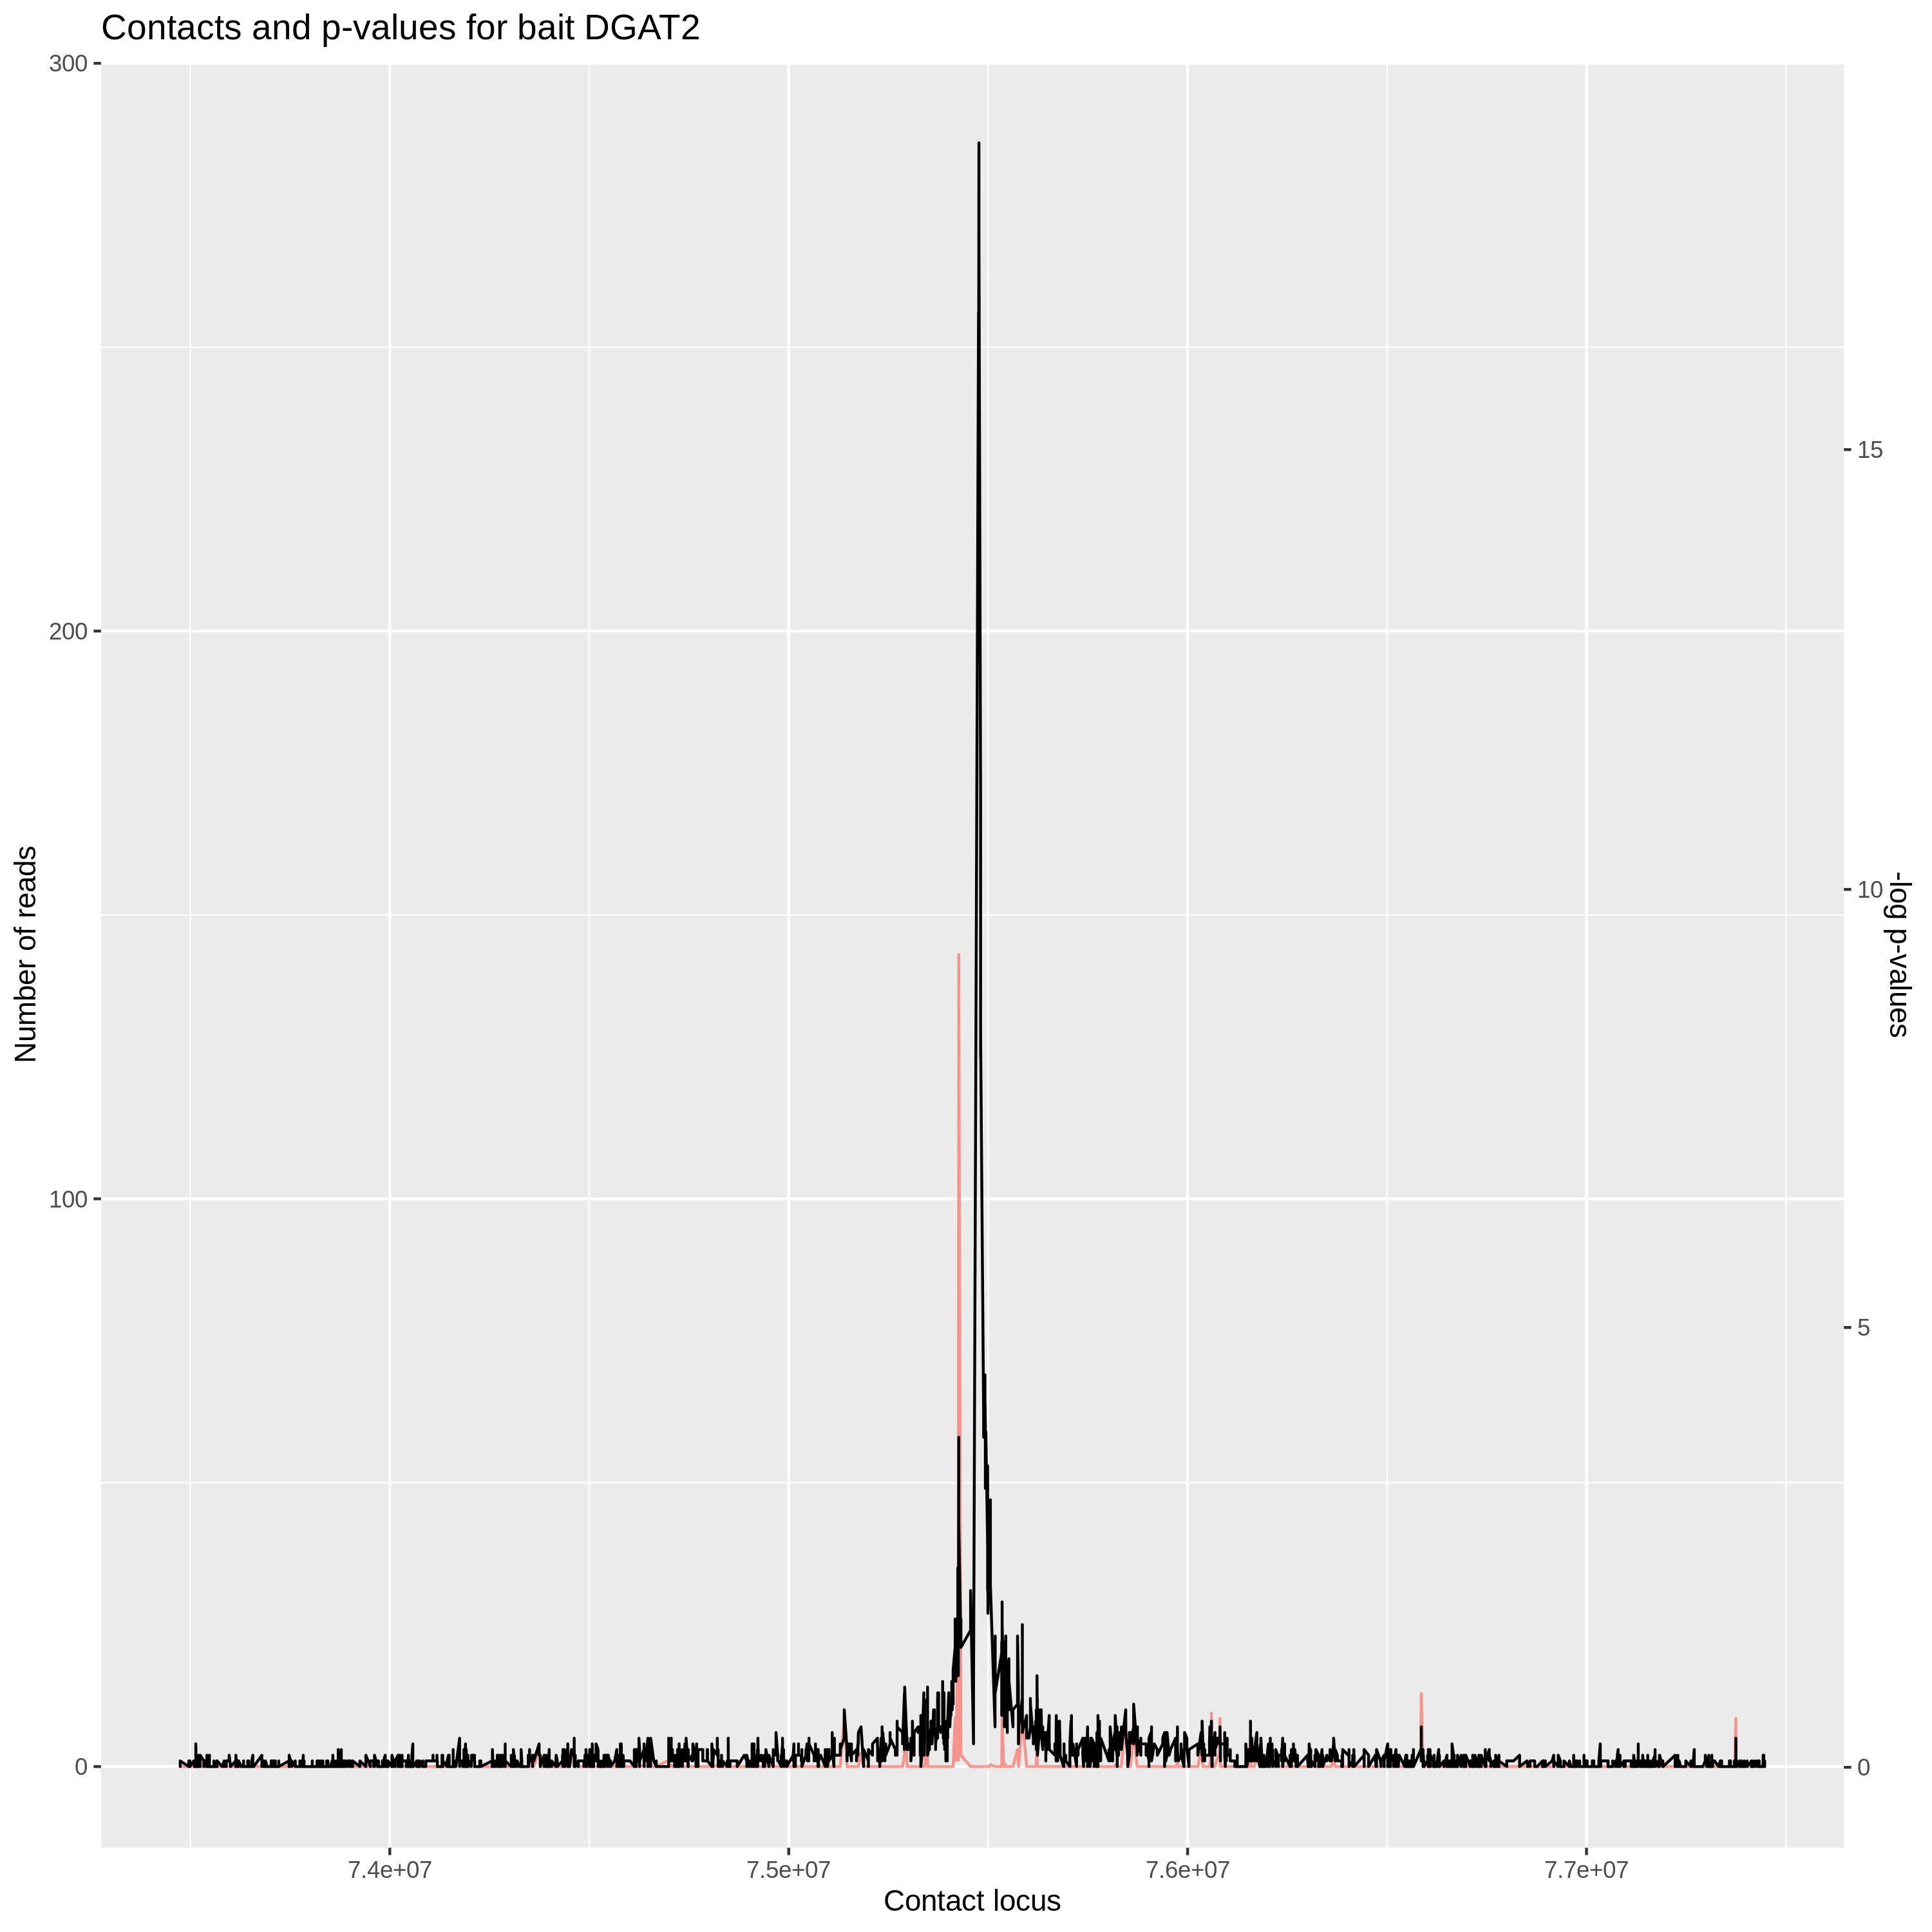 Contacts and p-values for bait DGAT2
300
200
100
0
Number of reads
15
10
5
0
-log p-values
7.4e+07
7.5e+07
7.6e+07
7.7e+07
Contact locus